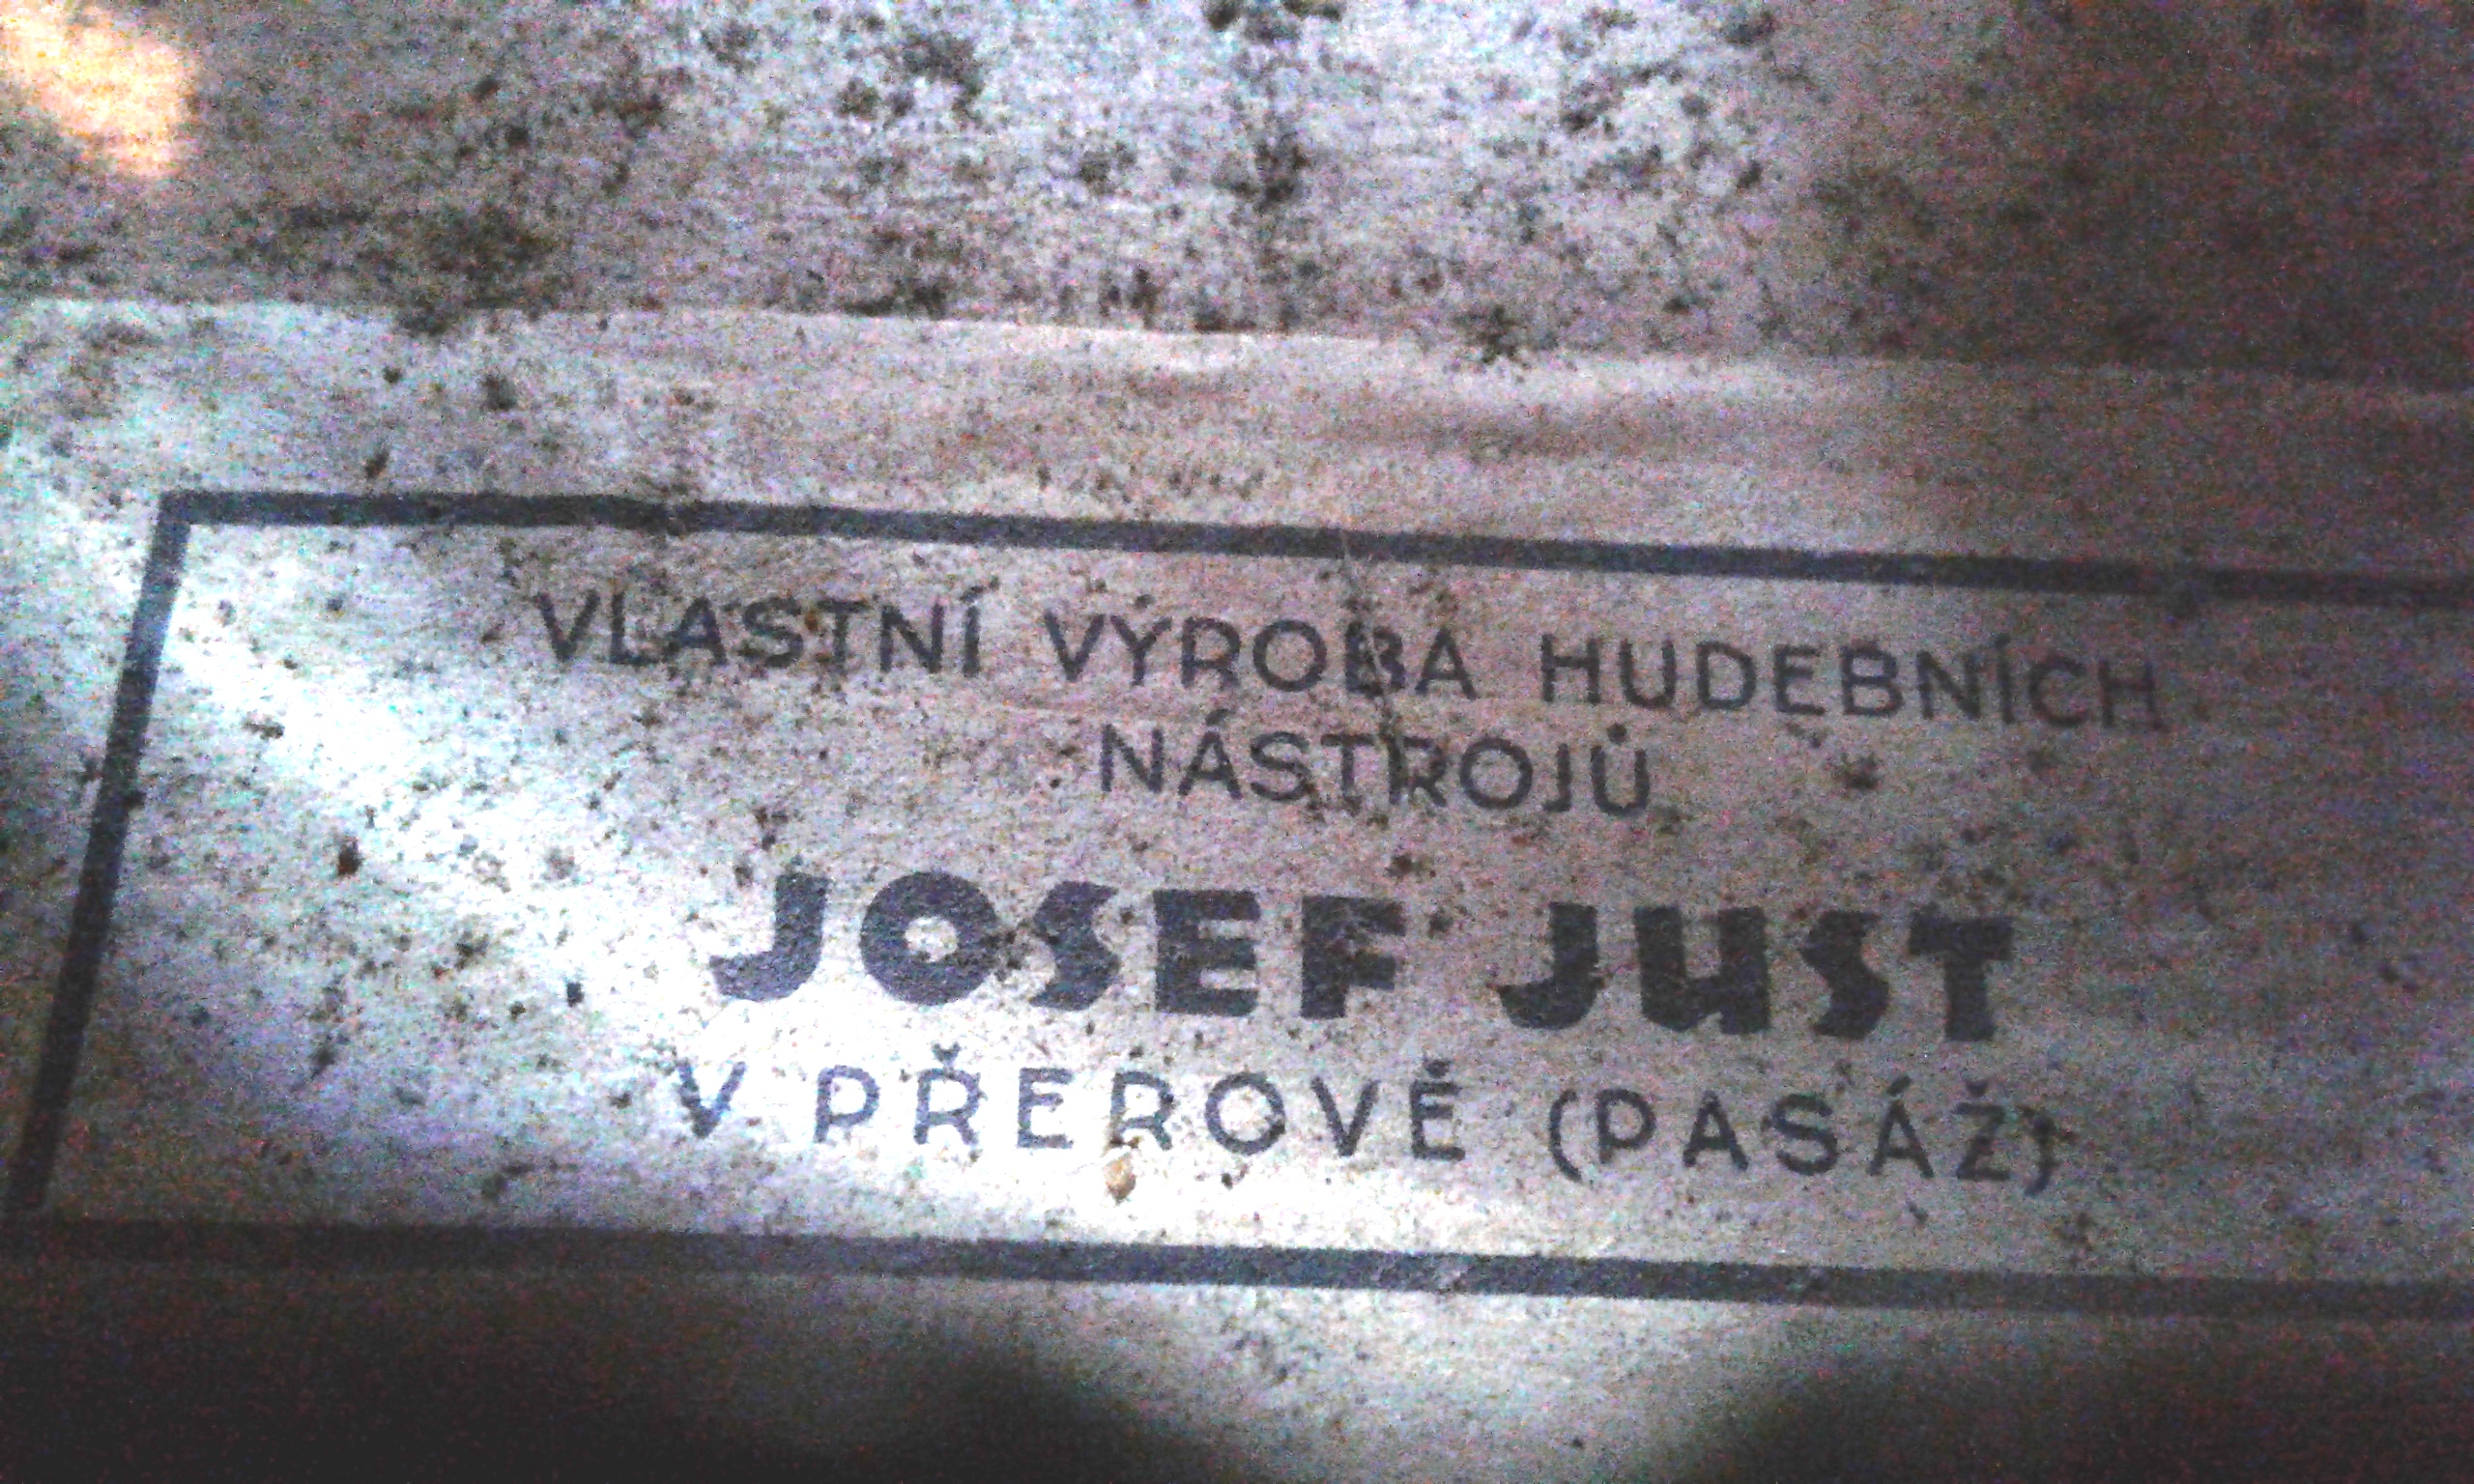 VLASTNÍ VÝROBA HUDEBNÍCH
NÁSTROJŮ
JOSEF JUST
V PŘEROVĚ (PASÁŽ)